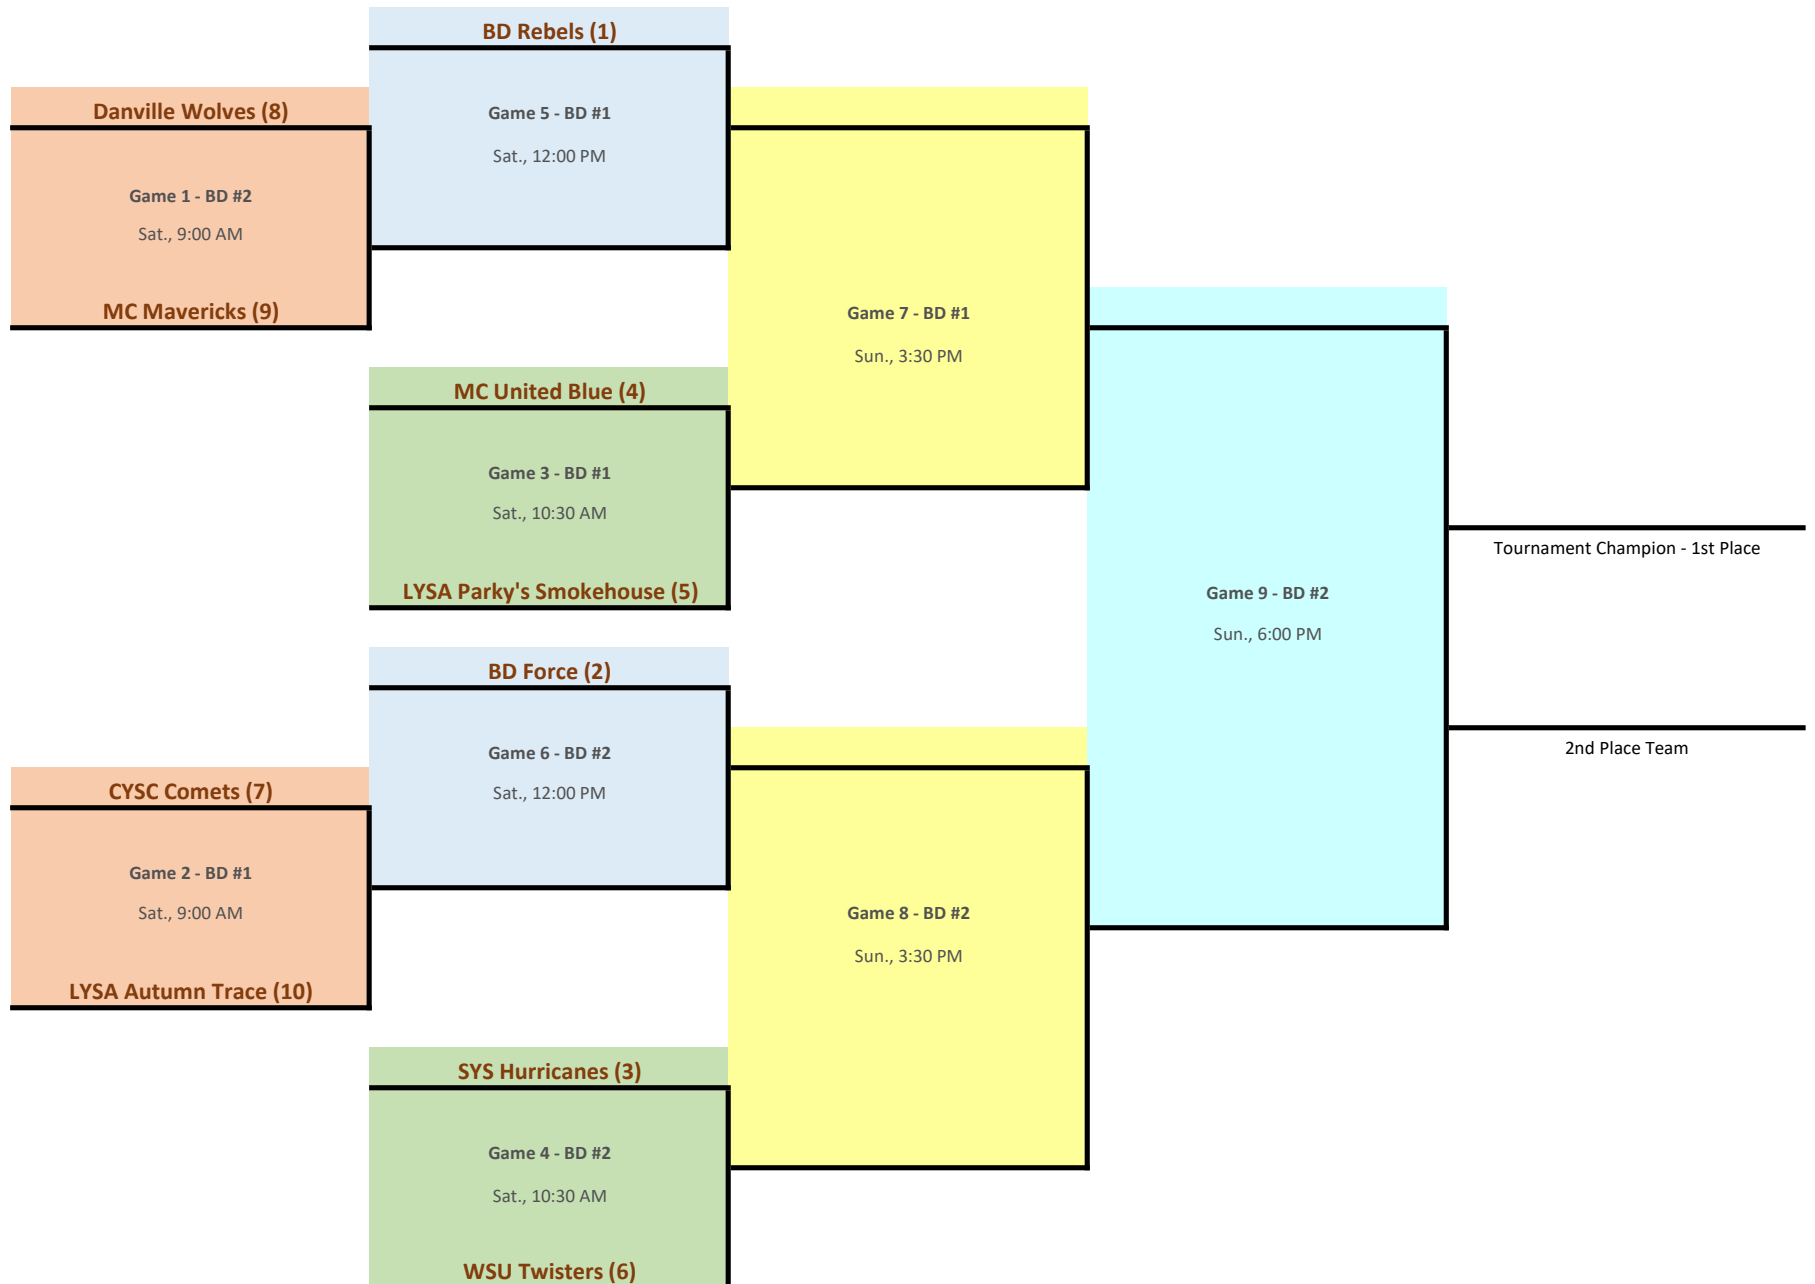 BD Rebels (1)
Danville Wolves (8)
Game 5 - BD #1
Sat., 12:00 PM
Game 1 - BD #2
Sat., 9:00 AM
MC Mavericks (9)
Game 7 - BD #1
Sun., 3:30 PM
MC United Blue (4)
Game 3 - BD #1
Sat., 10:30 AM
Tournament Champion - 1st Place
LYSA Parky's Smokehouse (5)
Game 9 - BD #2
Sun., 6:00 PM
BD Force (2)
Game 6 - BD #2
2nd Place Team
CYSC Comets (7)
Sat., 12:00 PM
Game 2 - BD #1
Sat., 9:00 AM
Game 8 - BD #2
Sun., 3:30 PM
LYSA Autumn Trace (10)
SYS Hurricanes (3)
Game 4 - BD #2
Sat., 10:30 AM
WSU Twisters (6)